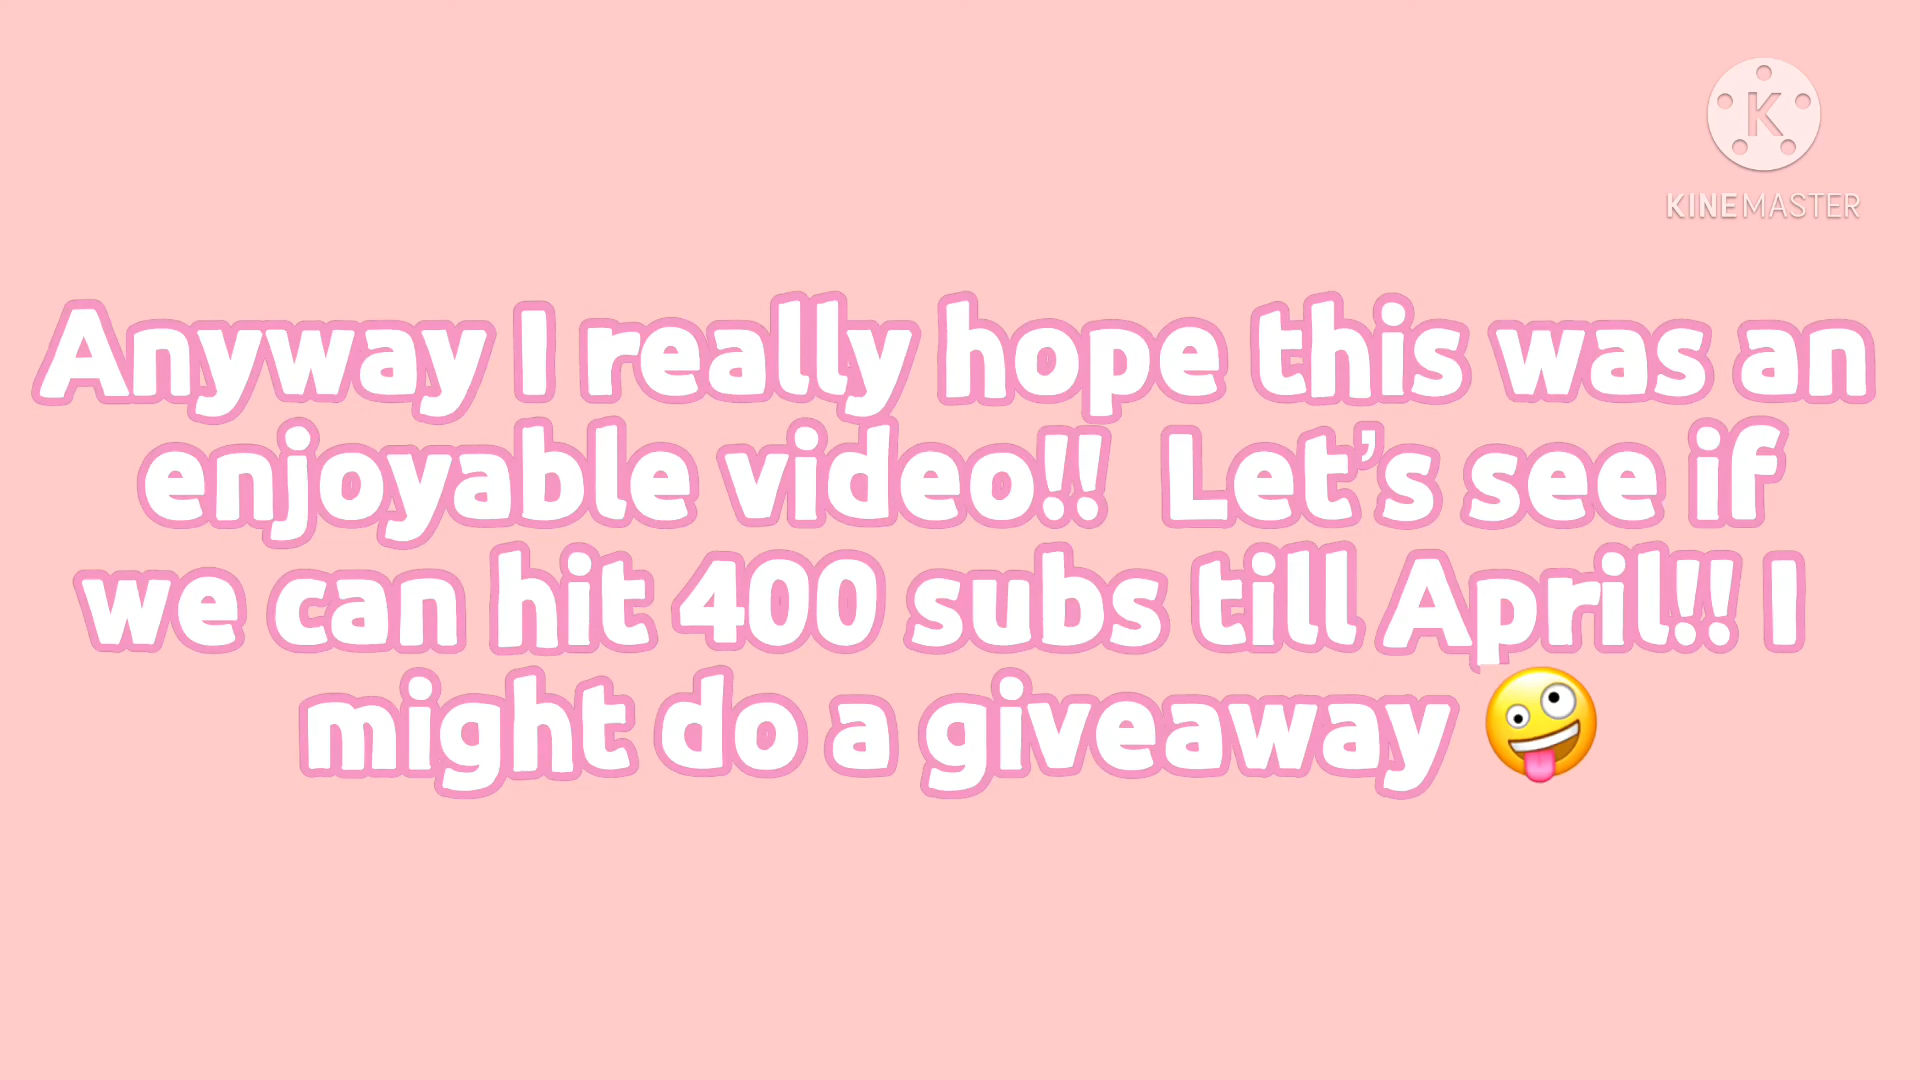 K
KINEMASTER
Anyway I really hope this was an
enjoyable video!!  Let’s see if
we can hit 400 subs till April!! I
might do a giveaway 🤪